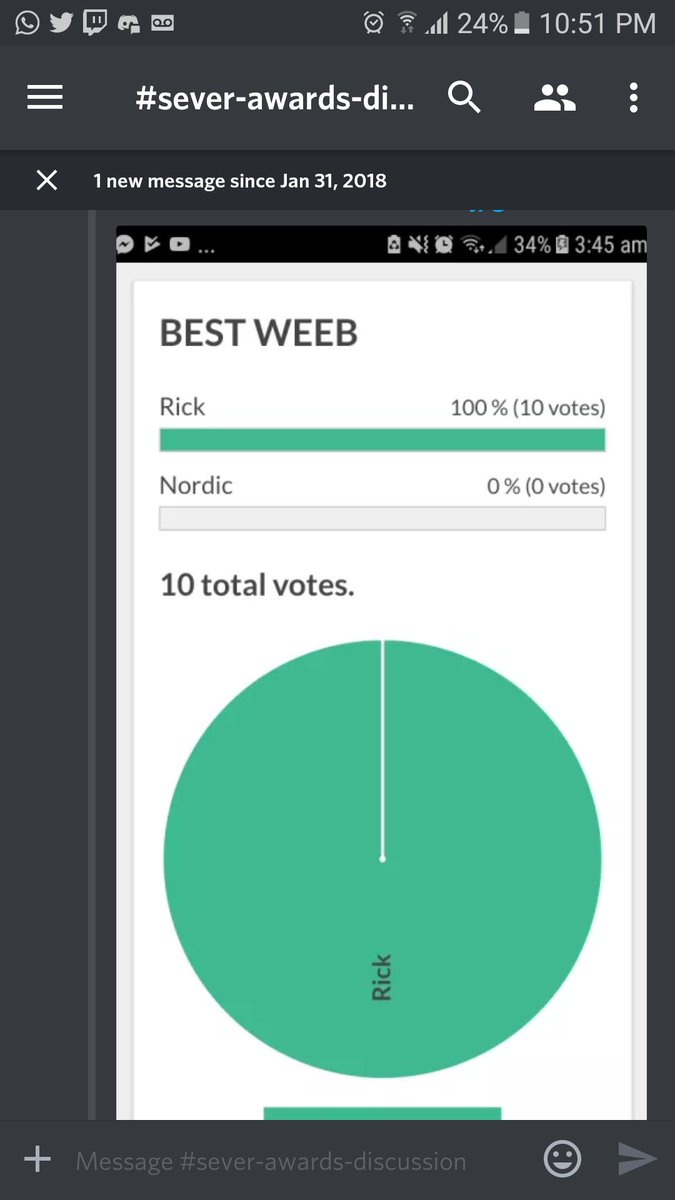 24% 10:51 PM
#sever-awards-di...
1 new message since Jan 31, 2018
... 34% 3:45 am
BEST WEEB
Rick 100 % (10 votes)
Nordic 0 % (0 votes)
10 total votes.
Rick
Message #sever-awards-discussion